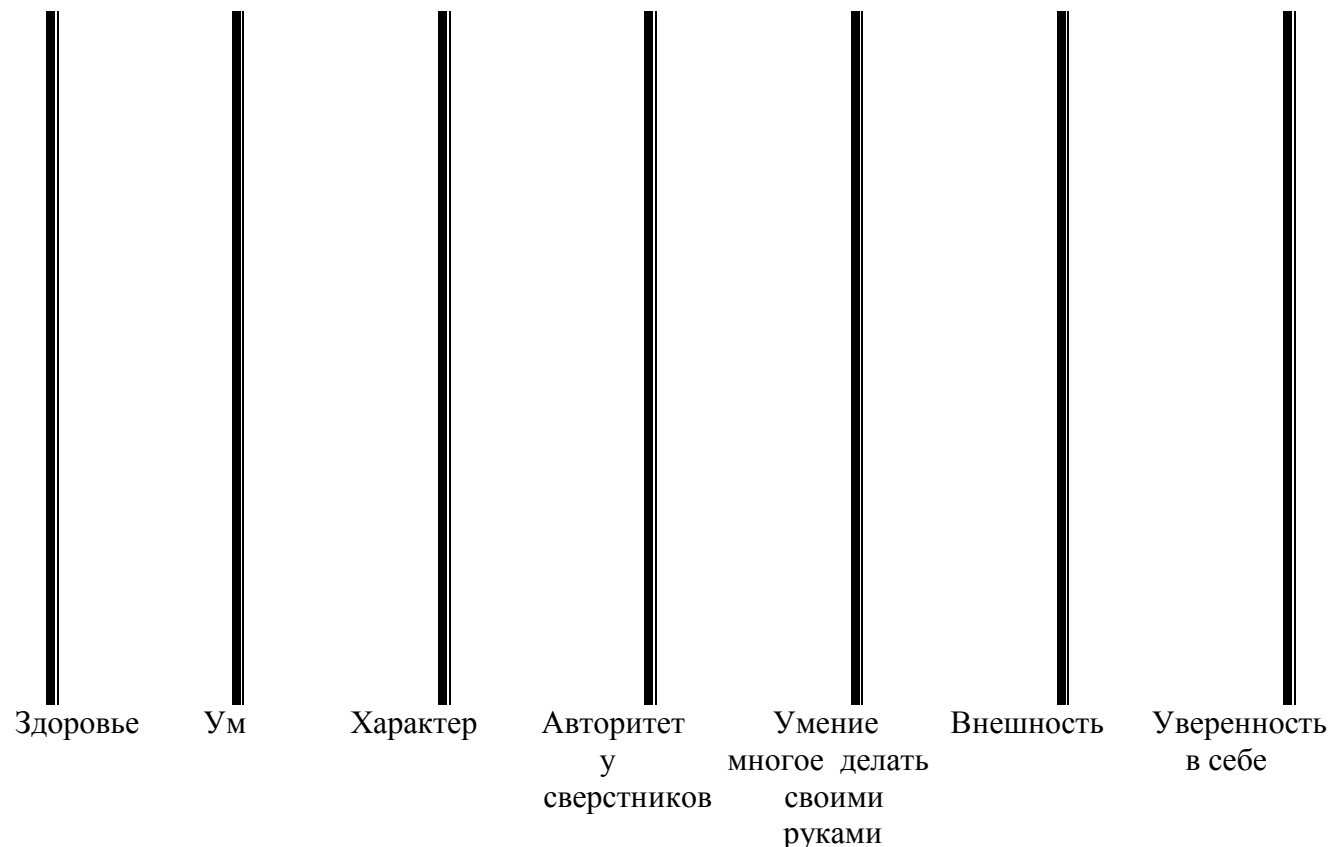 Здоровье Ум Характер Авторитет Умение Внешность Уверенность
у многое делать в себе
сверстников своими
руками